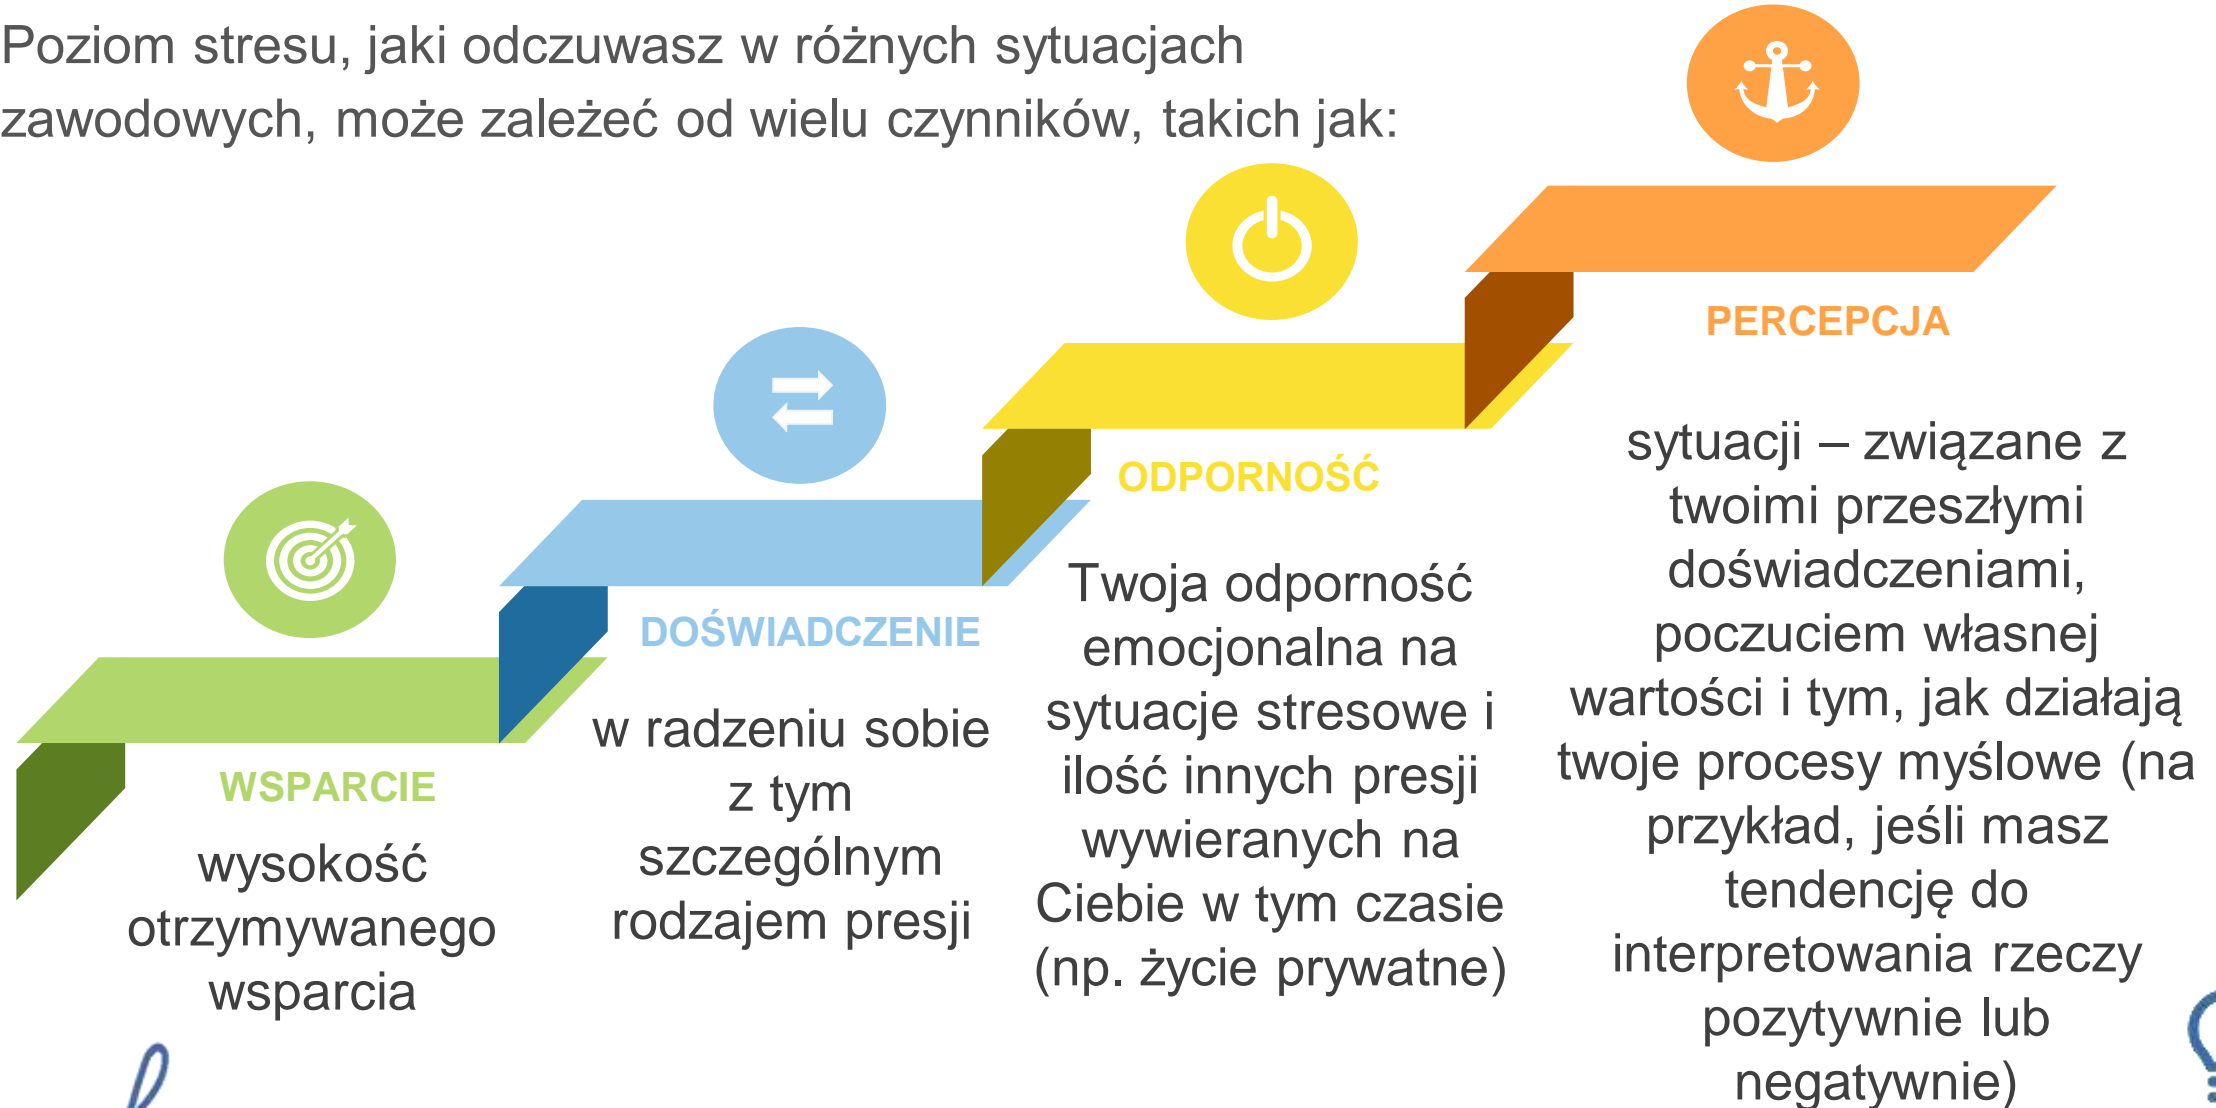 Poziom stresu, jaki odczuwasz w różnych sytuacjach
zawodowych, może zależeć od wielu czynników, takich jak:
WSPARCIE
wysokość
otrzymywanego
wsparcia
DOŚWIADCZENIE
w radzeniu sobie
z tym
szczególnym
rodzajem presji
ODPORNOŚĆ
Twoja odporność
emocjonalna na
sytuacje stresowe i
ilość innych presji
wywieranych na
Ciebie w tym czasie
(np. życie prywatne)
PERCEPCJA
sytuacji – związane z
twoimi przeszłymi
doświadczeniami,
poczuciem własnej
wartości i tym, jak działają
twoje procesy myślowe (na
przykład, jeśli masz
tendencję do
interpretowania rzeczy
pozytywnie lub
negatywnie)